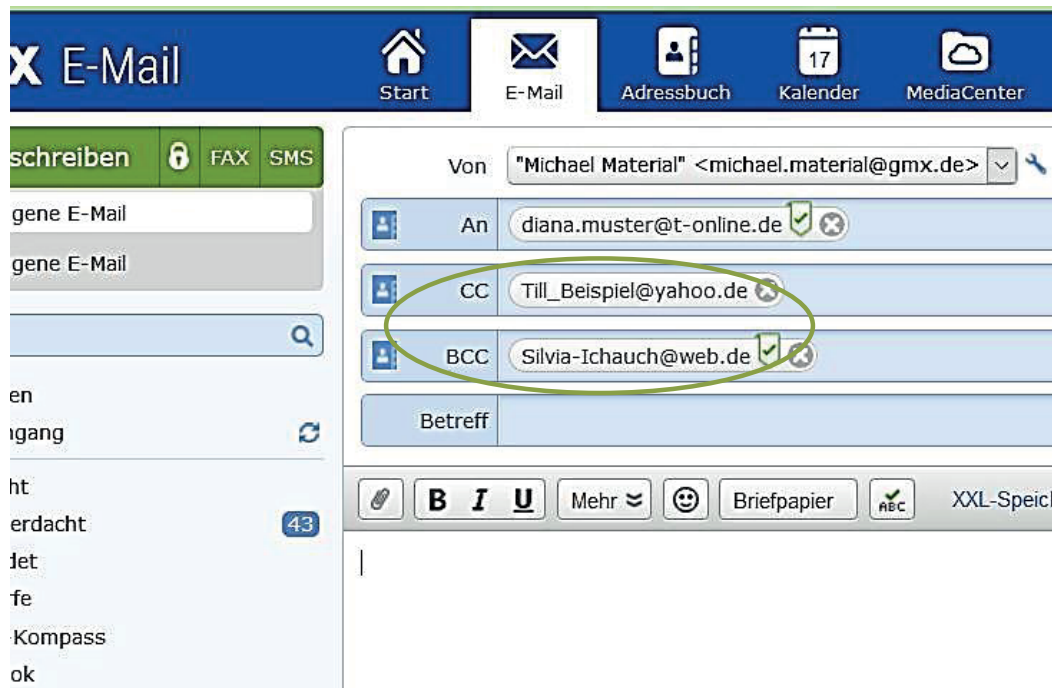 X E-Mail
Start
E-Mail
Adressbuch
17
Kalender
MediaCenter
schreiben FAX SMS
gene E-Mail
gene E-Mail
en
ngang
ht
erdacht 43
det
fe
-Kompass
ok
Von "Michael Material" <michael.material@gmx.de>
An diana.muster@t-online.de
CC Till_Beispiel@yahoo.de
BCC Silvia-Ichauch@web.de
Betreff
B I U Mehr Briefpapier ABC XXL-Speic